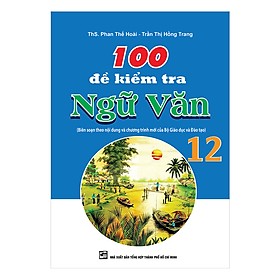 ThS. Phan Thế Hoài - Trần Thị Hồng Trang
100
đề kiểm tra
Ngữ Văn
(Biên soạn theo nội dung và chương trình mới của Bộ Giáo dục và Đào tạo)
12
NHÀ XUẤT BẢN TỔNG HỢP THÀNH PHỐ HỒ CHÍ MINH